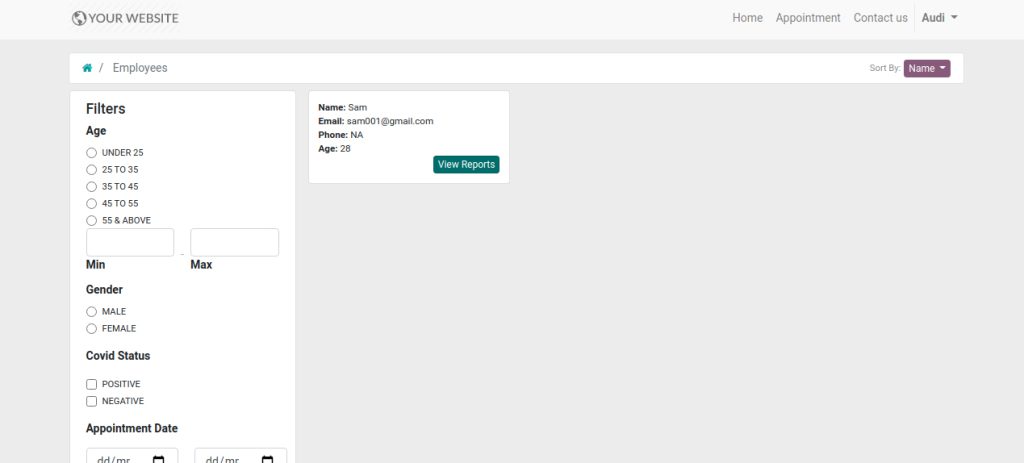 YOUR WEBSITE
Home Appointment Contact us Audi
/ Employees
Sort By: Name
Filters
Age
UNDER 25
25 TO 35
35 TO 45
45 TO 55
55 & ABOVE
-
Min Max
Gender
MALE
FEMALE
Covid Status
POSITIVE
NEGATIVE
Appointment Date
dd/mr dd/mr
Name: Sam
Email: sam001@gmail.com
Phone: NA
Age: 28
View Reports